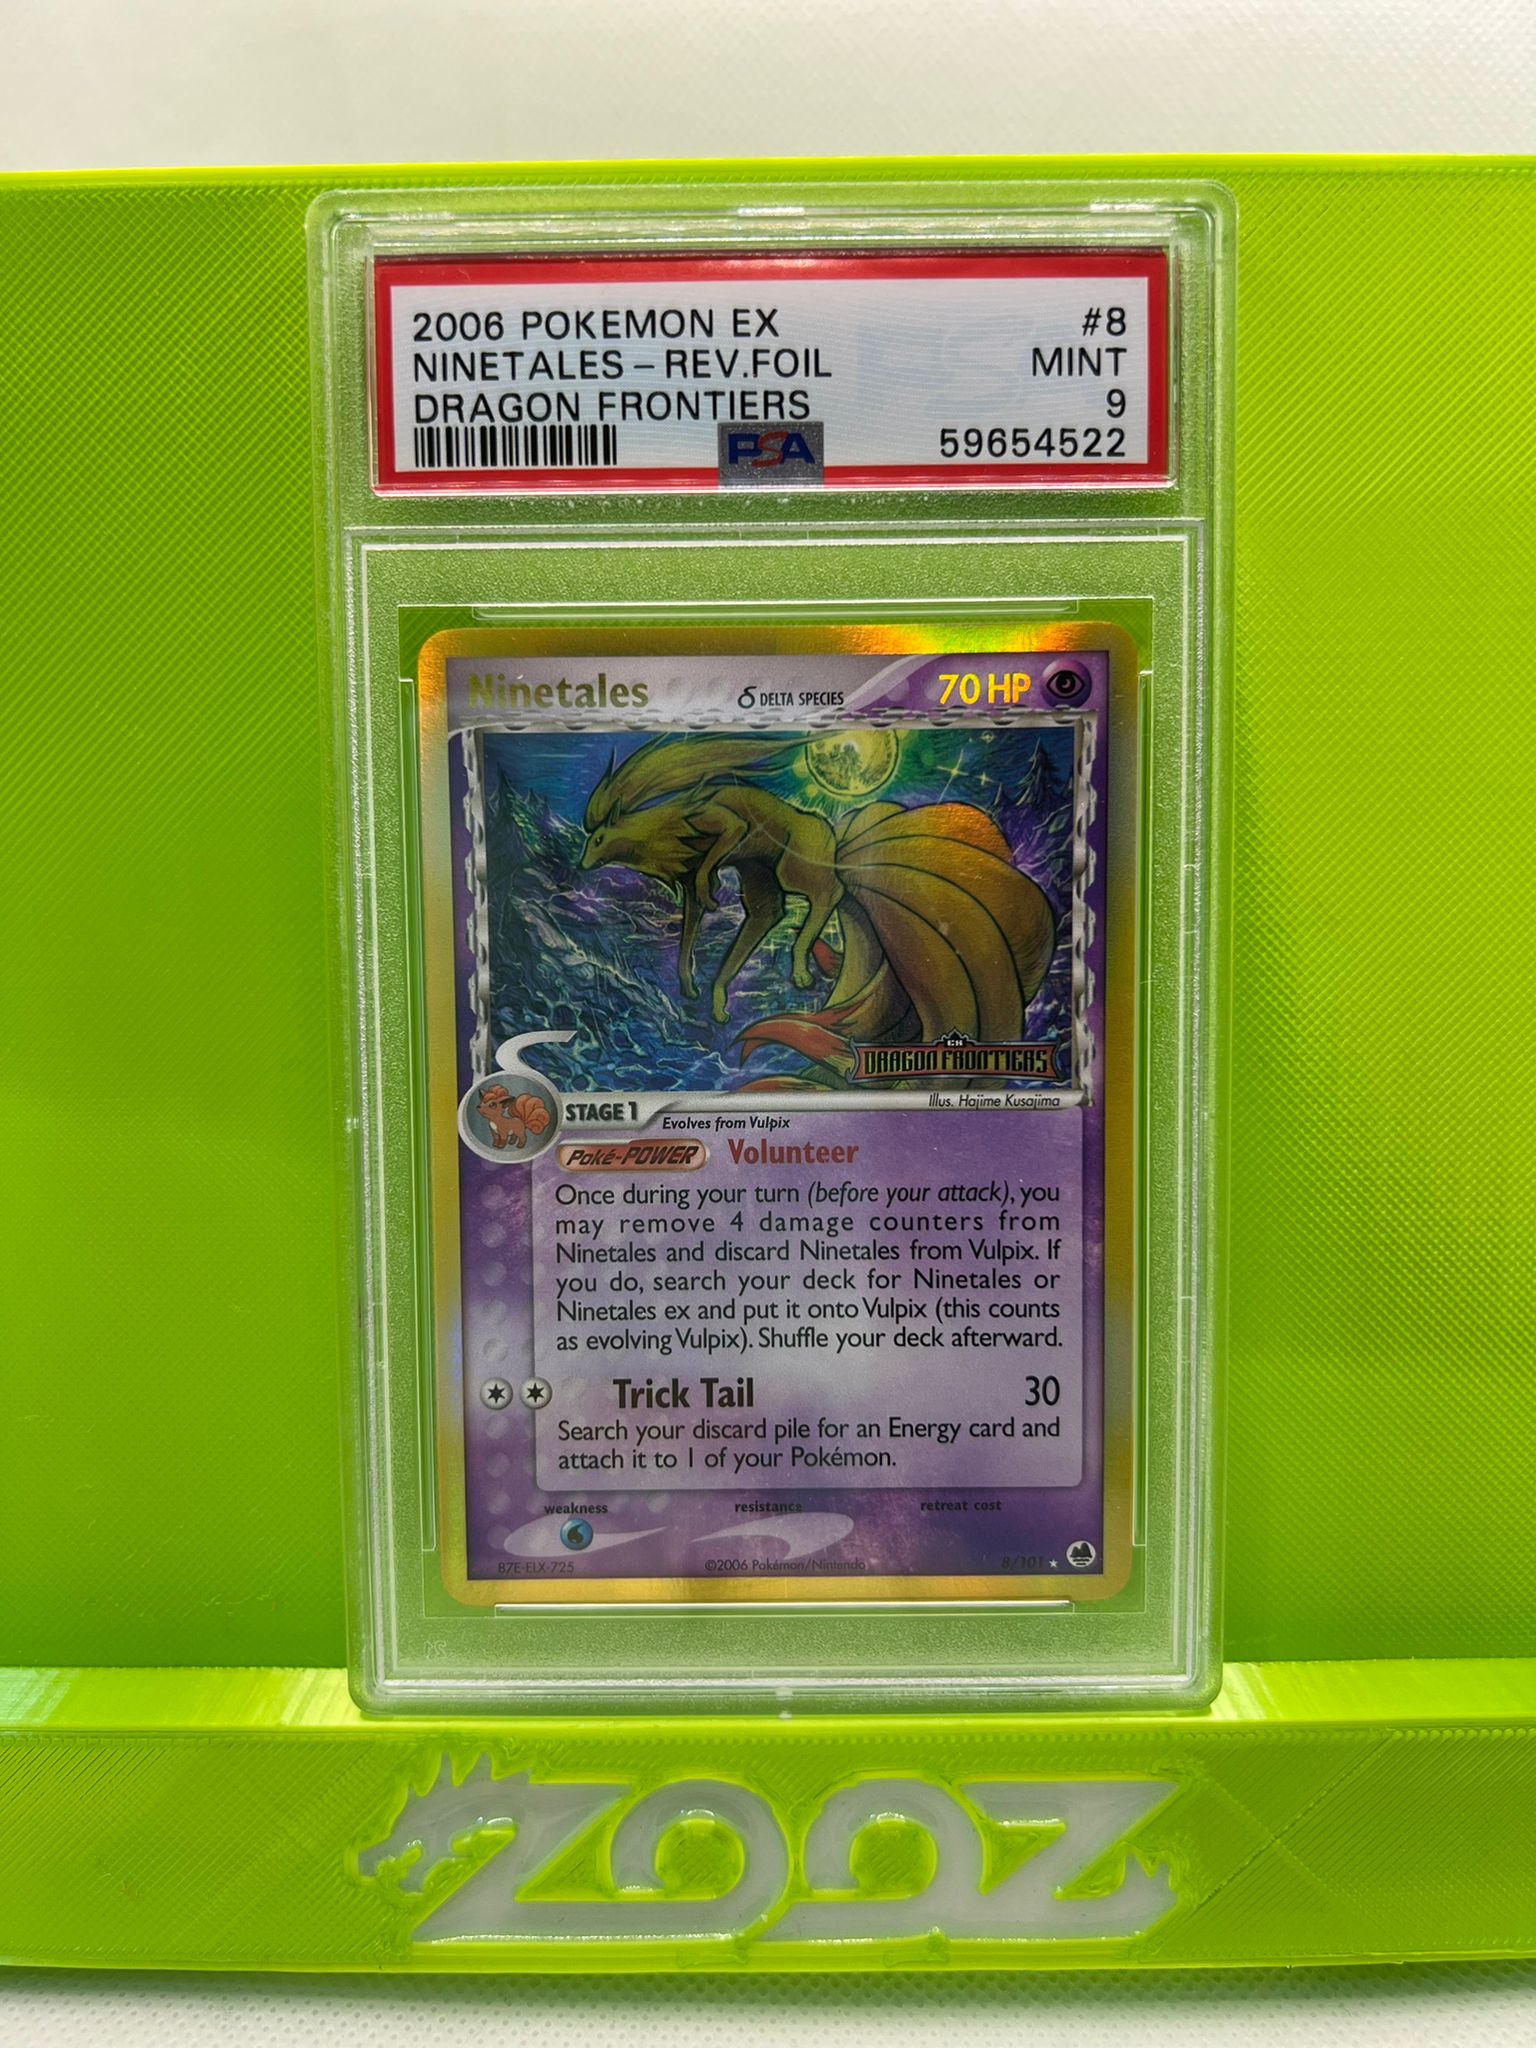 2006 POKEMON EX #8
NINETALES - REV.FOIL MINT
DRAGON FRONTIERS 9
PSA 59654522
Ninetales δ DELTA SPECIES 70 HP
EX
DRAGON FRONTIERS
Illus. Hajime Kusajima
STAGE 1 Evolves from Vulpix
Poké-POWER Volunteer
Once during your turn (before your attack), you
may remove 4 damage counters from
Ninetales and discard Ninetales from Vulpix. If
you do, search your deck for Ninetales or
Ninetales ex and put it onto Vulpix (this counts
as evolving Vulpix). Shuffle your deck afterward.
Trick Tail 30
Search your discard pile for an Energy card and
attach it to 1 of your Pokémon.
weakness resistance retreat cost
87E-ELX-725 ©2006 Pokémon/Nintendo 8/101 ★
ZOOZ